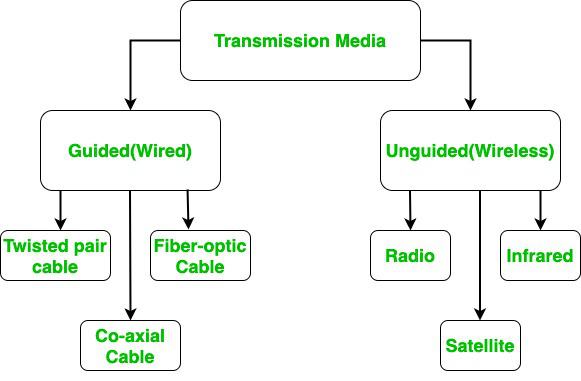 Transmission Media
Guided(Wired)
Unguided(Wireless)
Twisted pair
cable
Fiber-optic
Cable
Radio
Infrared
Co-axial
Cable
Satellite